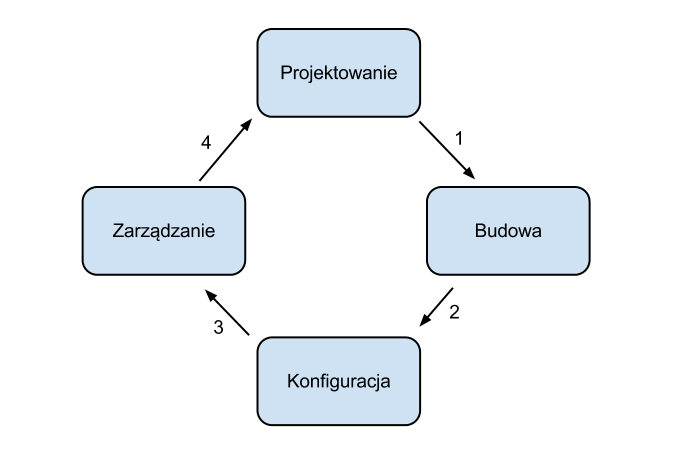 Projektowanie
4
1
Zarządzanie
Budowa
2
3
Konfiguracja